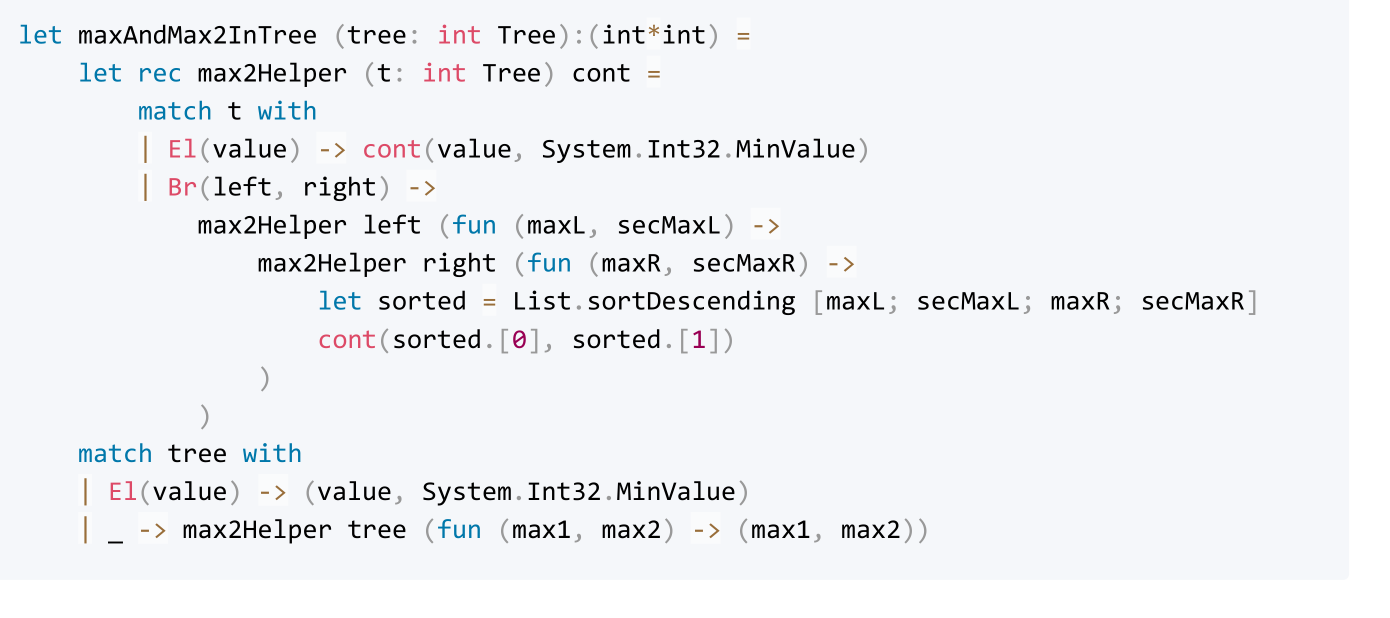 let maxAndMax2InTree (tree: int Tree):(int*int) =
    let rec max2Helper (t: int Tree) cont =
        match t with
        | El(value) -> cont(value, System.Int32.MinValue)
        | Br(left, right) ->
            max2Helper left (fun (maxL, secMaxL) ->
                max2Helper right (fun (maxR, secMaxR) ->
                    let sorted = List.sortDescending [maxL; secMaxL; maxR; secMaxR]
                    cont(sorted.[0], sorted.[1])
                )
            )
    match tree with
    | El(value) -> (value, System.Int32.MinValue)
    | _ -> max2Helper tree (fun (max1, max2) -> (max1, max2))